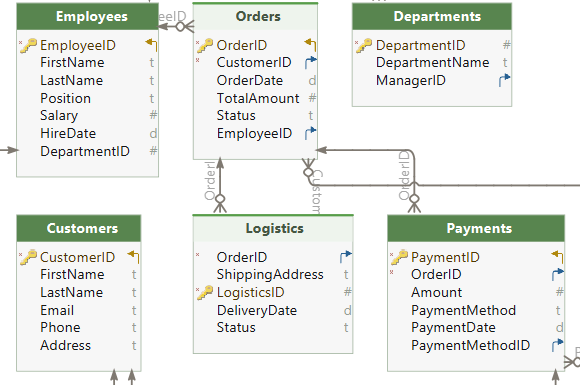 Employees
EmployeeID
FirstName t
LastName t
Position t
Salary #
HireDate d
DepartmentID #
Orders
OrderID
CustomerID
OrderDate d
TotalAmount #
Status t
EmployeeID
Departments
DepartmentID #
DepartmentName t
ManagerID
OrderID
Custom
OrderID
Customers
CustomerID
FirstName t
LastName t
Email t
Phone t
Address t
Logistics
OrderID
ShippingAddress t
LogisticsID #
DeliveryDate d
Status t
Payments
PaymentID
OrderID
Amount #
PaymentMethod t
PaymentDate d
PaymentMethodID